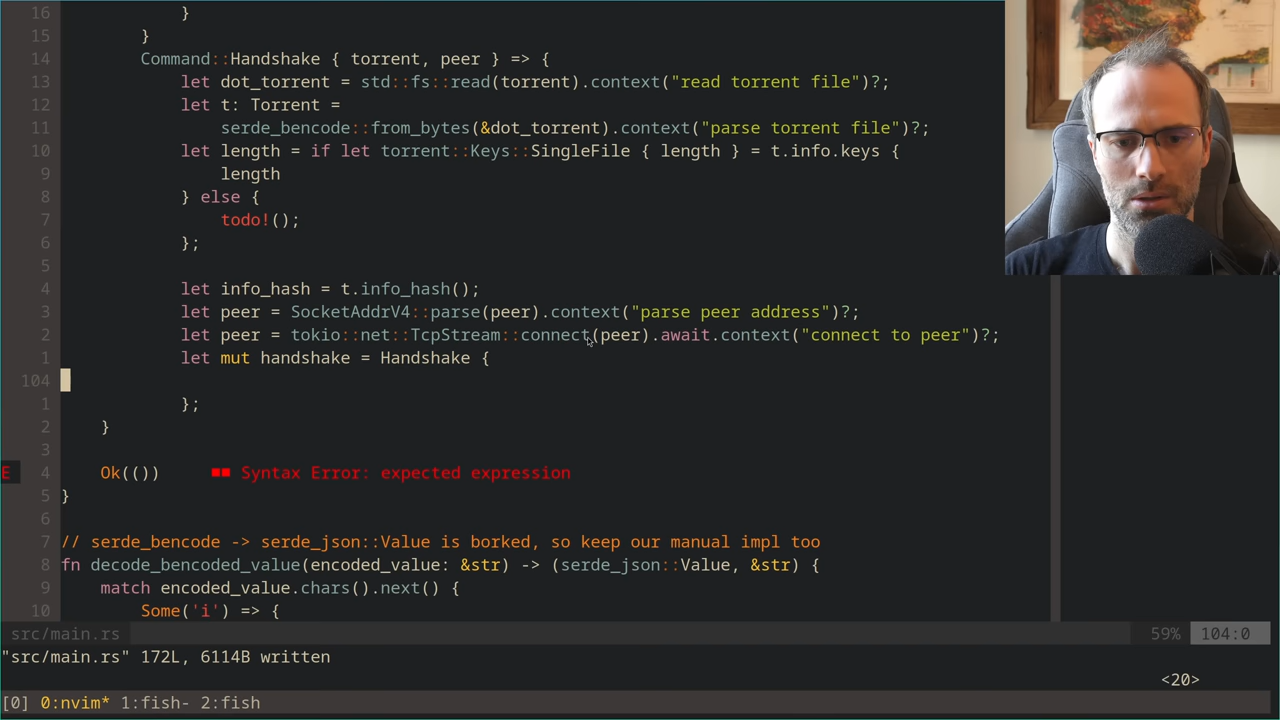 16             }
15         }
14         Command::Handshake { torrent, peer } => {
13             let dot_torrent = std::fs::read(torrent).context("read torrent file")?;
12             let t: Torrent =
11                 serde_bencode::from_bytes(&dot_torrent).context("parse torrent file")?;
10             let length = if let torrent::Keys::SingleFile { length } = t.info.keys {
9                 length
8             } else {
7                 todo!();
6             };
5
4             let info_hash = t.info_hash();
3             let peer = SocketAddrV4::parse(peer).context("parse peer address")?;
2             let peer = tokio::net::TcpStream::connect(peer).await.context("connect to peer")?;
1             let mut handshake = Handshake {
104
1             };
2     }
3
E 4     Ok(())     ■■ Syntax Error: expected expression
5 }
6
7 // serde_bencode -> serde_json::Value is borked, so keep our manual impl too
8 fn decode_bencoded_value(encoded_value: &str) -> (serde_json::Value, &str) {
9     match encoded_value.chars().next() {
10         Some('i') => {
src/main.rs 59% 104:0
"src/main.rs" 172L, 6114B written
<20>
[0] 0:nvim* 1:fish- 2:fish